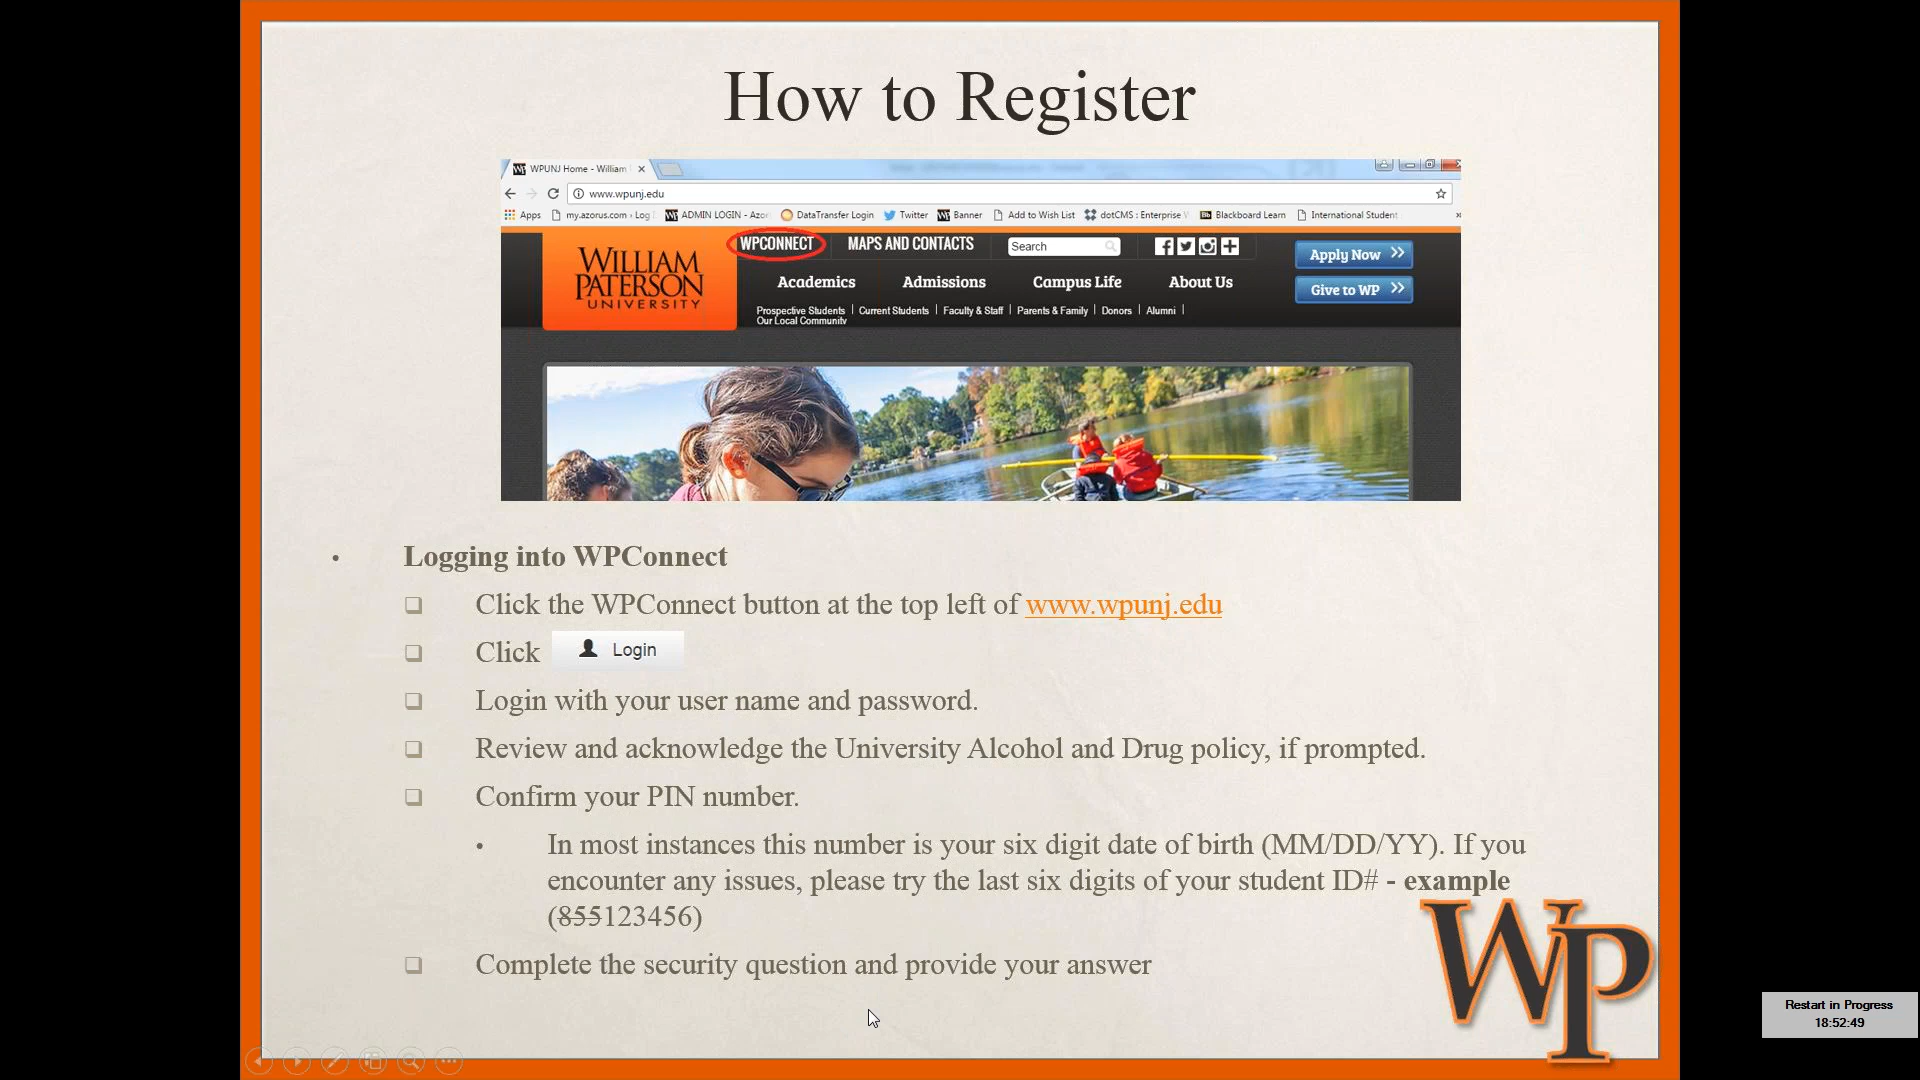 How to Register
WPUNJ Home - William
www.wpunj.edu
Apps my.azorus.com › Log ADMIN LOGIN - Azor DataTransfer Login Twitter Banner Add to Wish List dotCMS : Enterprise Blackboard Learn International Student »
WPCONNECT MAPS AND CONTACTS Search
Apply Now »
WILLIAM
PATERSON
UNIVERSITY
Academics Admissions Campus Life About Us
Give to WP »
Prospective Students | Current Students | Faculty & Staff | Parents & Family | Donors | Alumni |
Our Local Community
• Logging into WPConnect
❑ Click the WPConnect button at the top left of www.wpunj.edu
❑ Click Login
❑ Login with your user name and password.
❑ Review and acknowledge the University Alcohol and Drug policy, if prompted.
❑ Confirm your PIN number.
• In most instances this number is your six digit date of birth (MM/DD/YY). If you
encounter any issues, please try the last six digits of your student ID# - example
(855123456)
❑ Complete the security question and provide your answer
WP
Restart in Progress
18:52:49